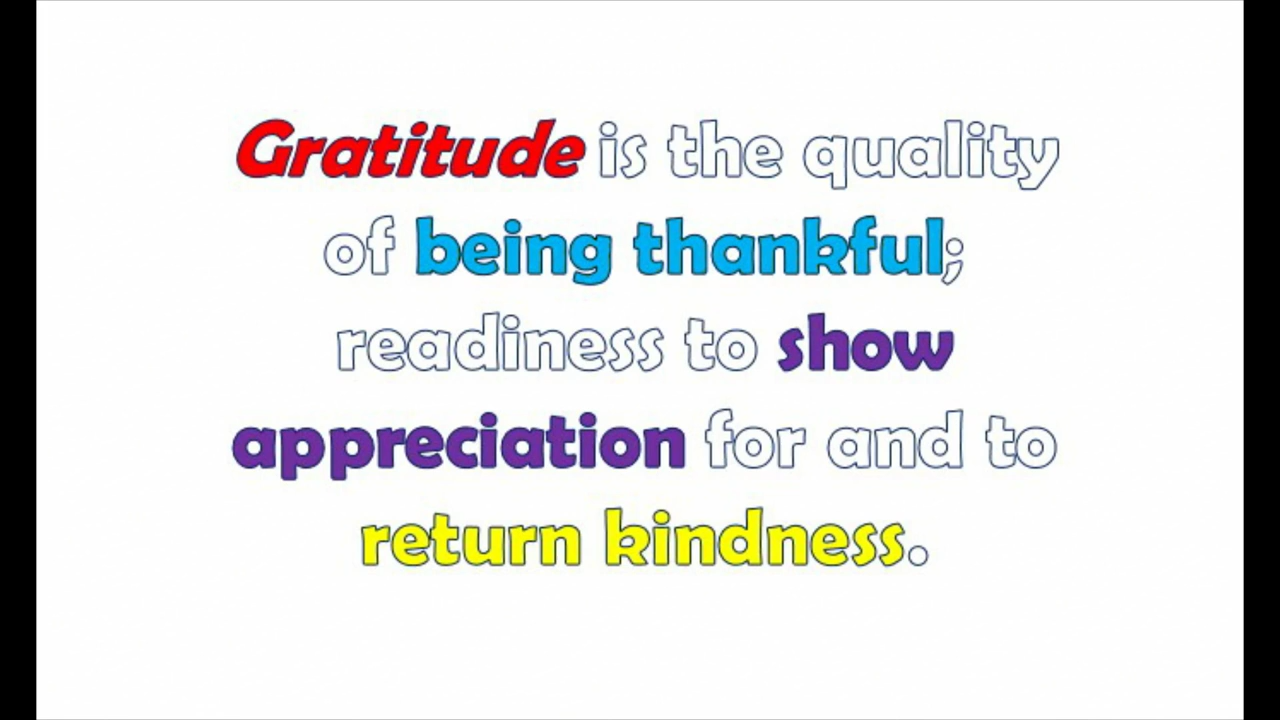 Gratitude is the quality
of being thankful;
readiness to show
appreciation for and to
return kindness.